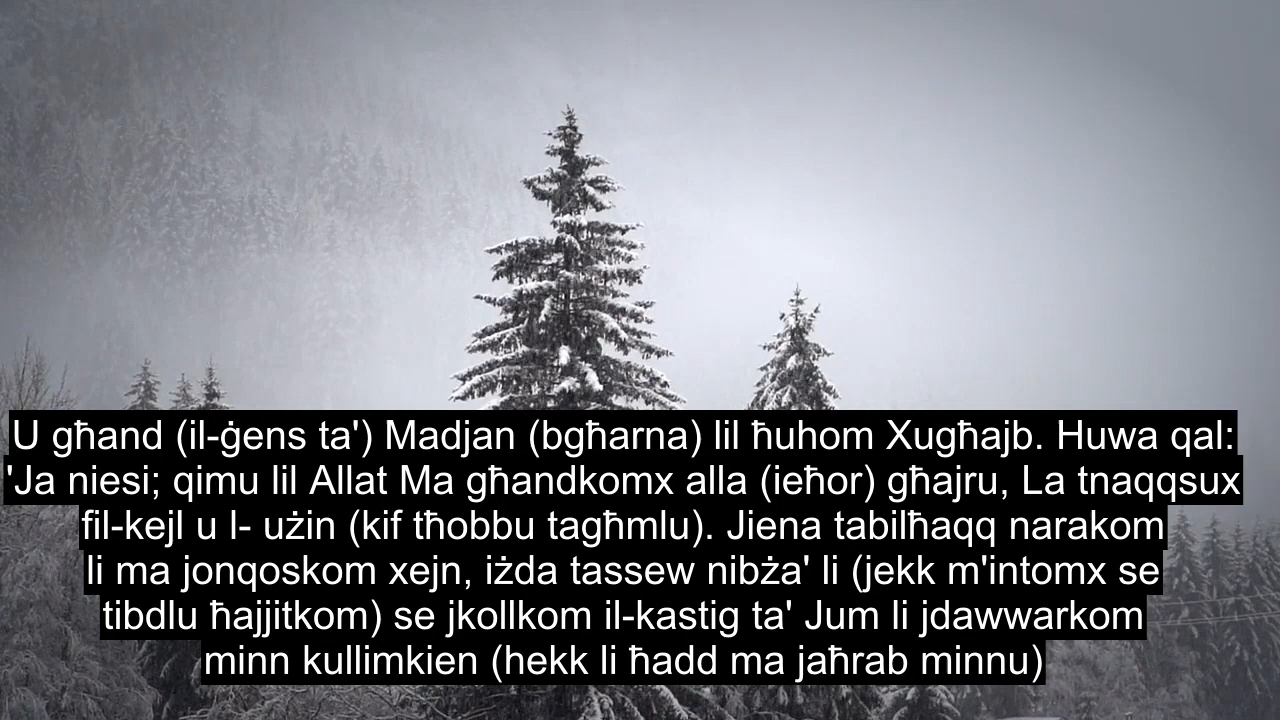 U għand (il-ġens ta') Madjan (bgħarna) lil ħuhom Xugħajb. Huwa qal:
'Ja niesi; qimu lil Allat Ma għandkomx alla (ieħor) għajru, La tnaqqsux
fil-kejl u l- użin (kif tħobbu tagħmlu). Jiena tabilħaqq narakom
li ma jonqoskom xejn, iżda tassew nibża' li (jekk m'intomx se
tibdlu ħajjitkom) se jkollkom il-kastig ta' Jum li jdawwarkom
minn kullimkien (hekk li ħadd ma jaħrab minnu)